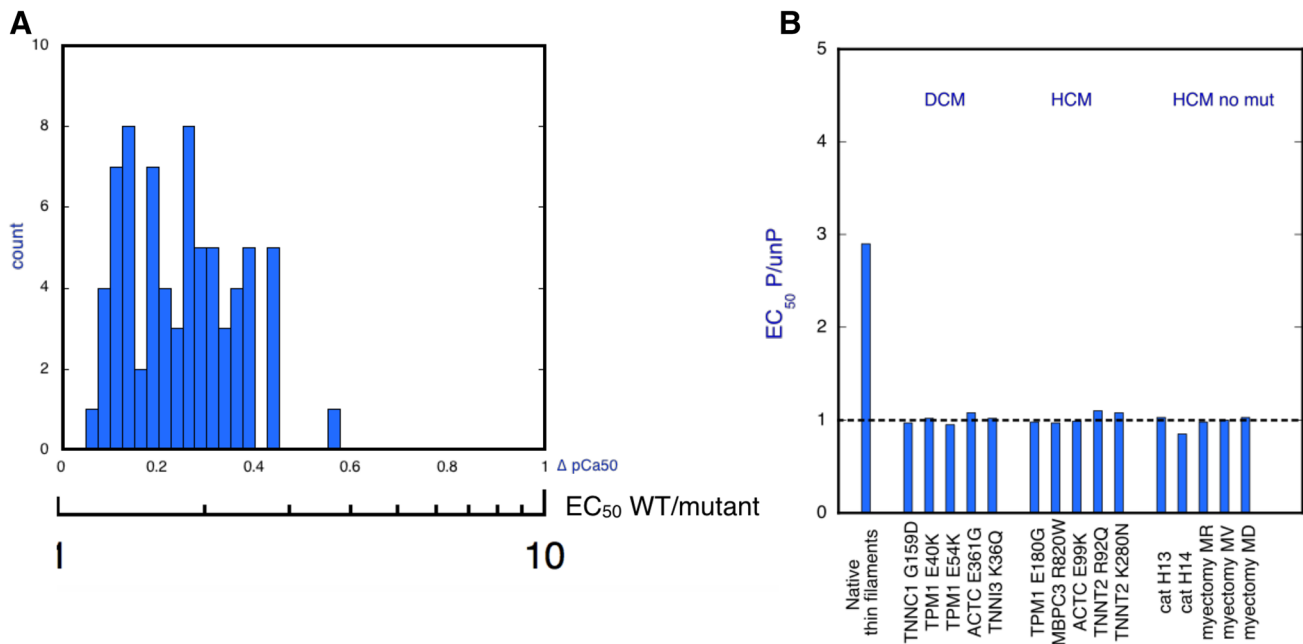 A
10
8
6
4
2
0
count
0 0.2 0.4 0.6 0.8 1 Δ pCa50
EC50 WT/mutant
1 10
B
5
4
3
2
1
0
EC50 P/unP
DCM HCM HCM no mut
Native
thin filaments
TNNC1 G159D
TPM1 E40K
TPM1 E54K
ACTC E361G
TNNI3 K36Q
TPM1 E180G
MBPC3 R820W
ACTC E99K
TNNT2 R92Q
TNNT2 K280N
cat H13
cat H14
myectomy MR
myectomy MV
myectomy MD